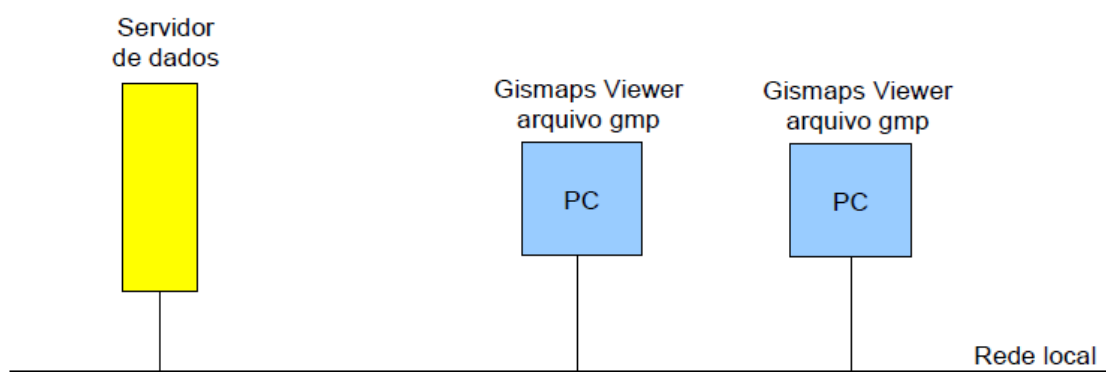 Servidor
de dados
Gismaps Viewer
arquivo gmp
Gismaps Viewer
arquivo gmp
PC
PC
Rede local